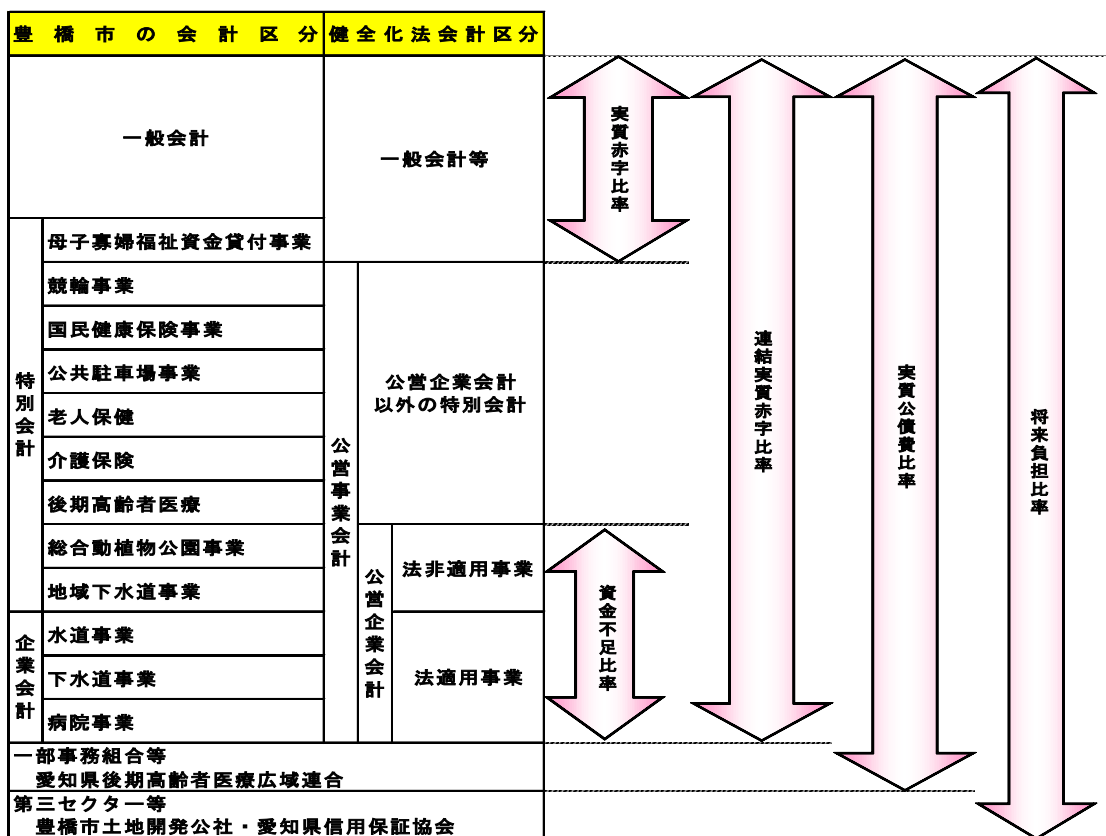 豊橋市の会計区分
健全化法会計区分
一般会計
一般会計等
実質赤字比率
連結実質赤字比率
実質公債費比率
将来負担比率
特別会計
母子寡婦福祉資金貸付事業
競輪事業
国民健康保険事業
公共駐車場事業
老人保健
介護保険
後期高齢者医療
総合動植物公園事業
地域下水道事業
公営事業会計
公営企業会計
以外の特別会計
公営企業会計
法非適用事業
法適用事業
資金不足比率
企業会計
水道事業
下水道事業
病院事業
一部事務組合等
愛知県後期高齢者医療広域連合
第三セクター等
豊橋市土地開発公社・愛知県信用保証協会